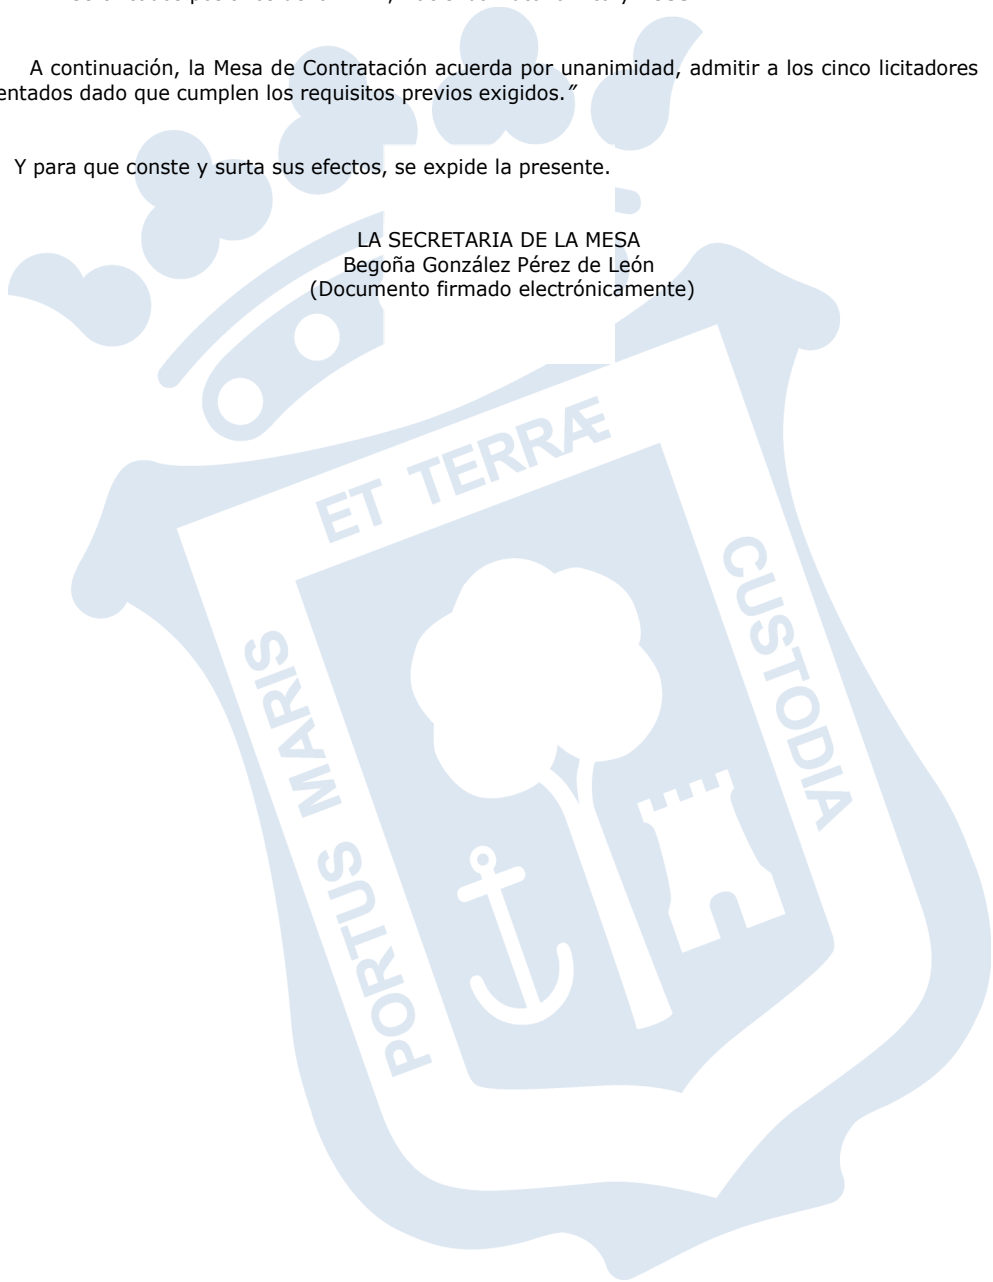 A continuación, la Mesa de Contratación acuerda por unanimidad, admitir a los cinco licitadores
entados dado que cumplen los requisitos previos exigidos."
Y para que conste y surta sus efectos, se expide la presente.
LA SECRETARIA DE LA MESA
Begoña González Pérez de León
(Documento firmado electrónicamente)
PORTUS MARIS
ET TERRÆ
CUSTODIA